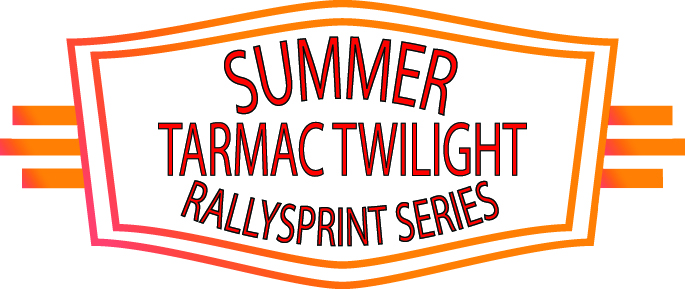 SUMMER
TARMAC TWILIGHT
RALLYSPRINT SERIES